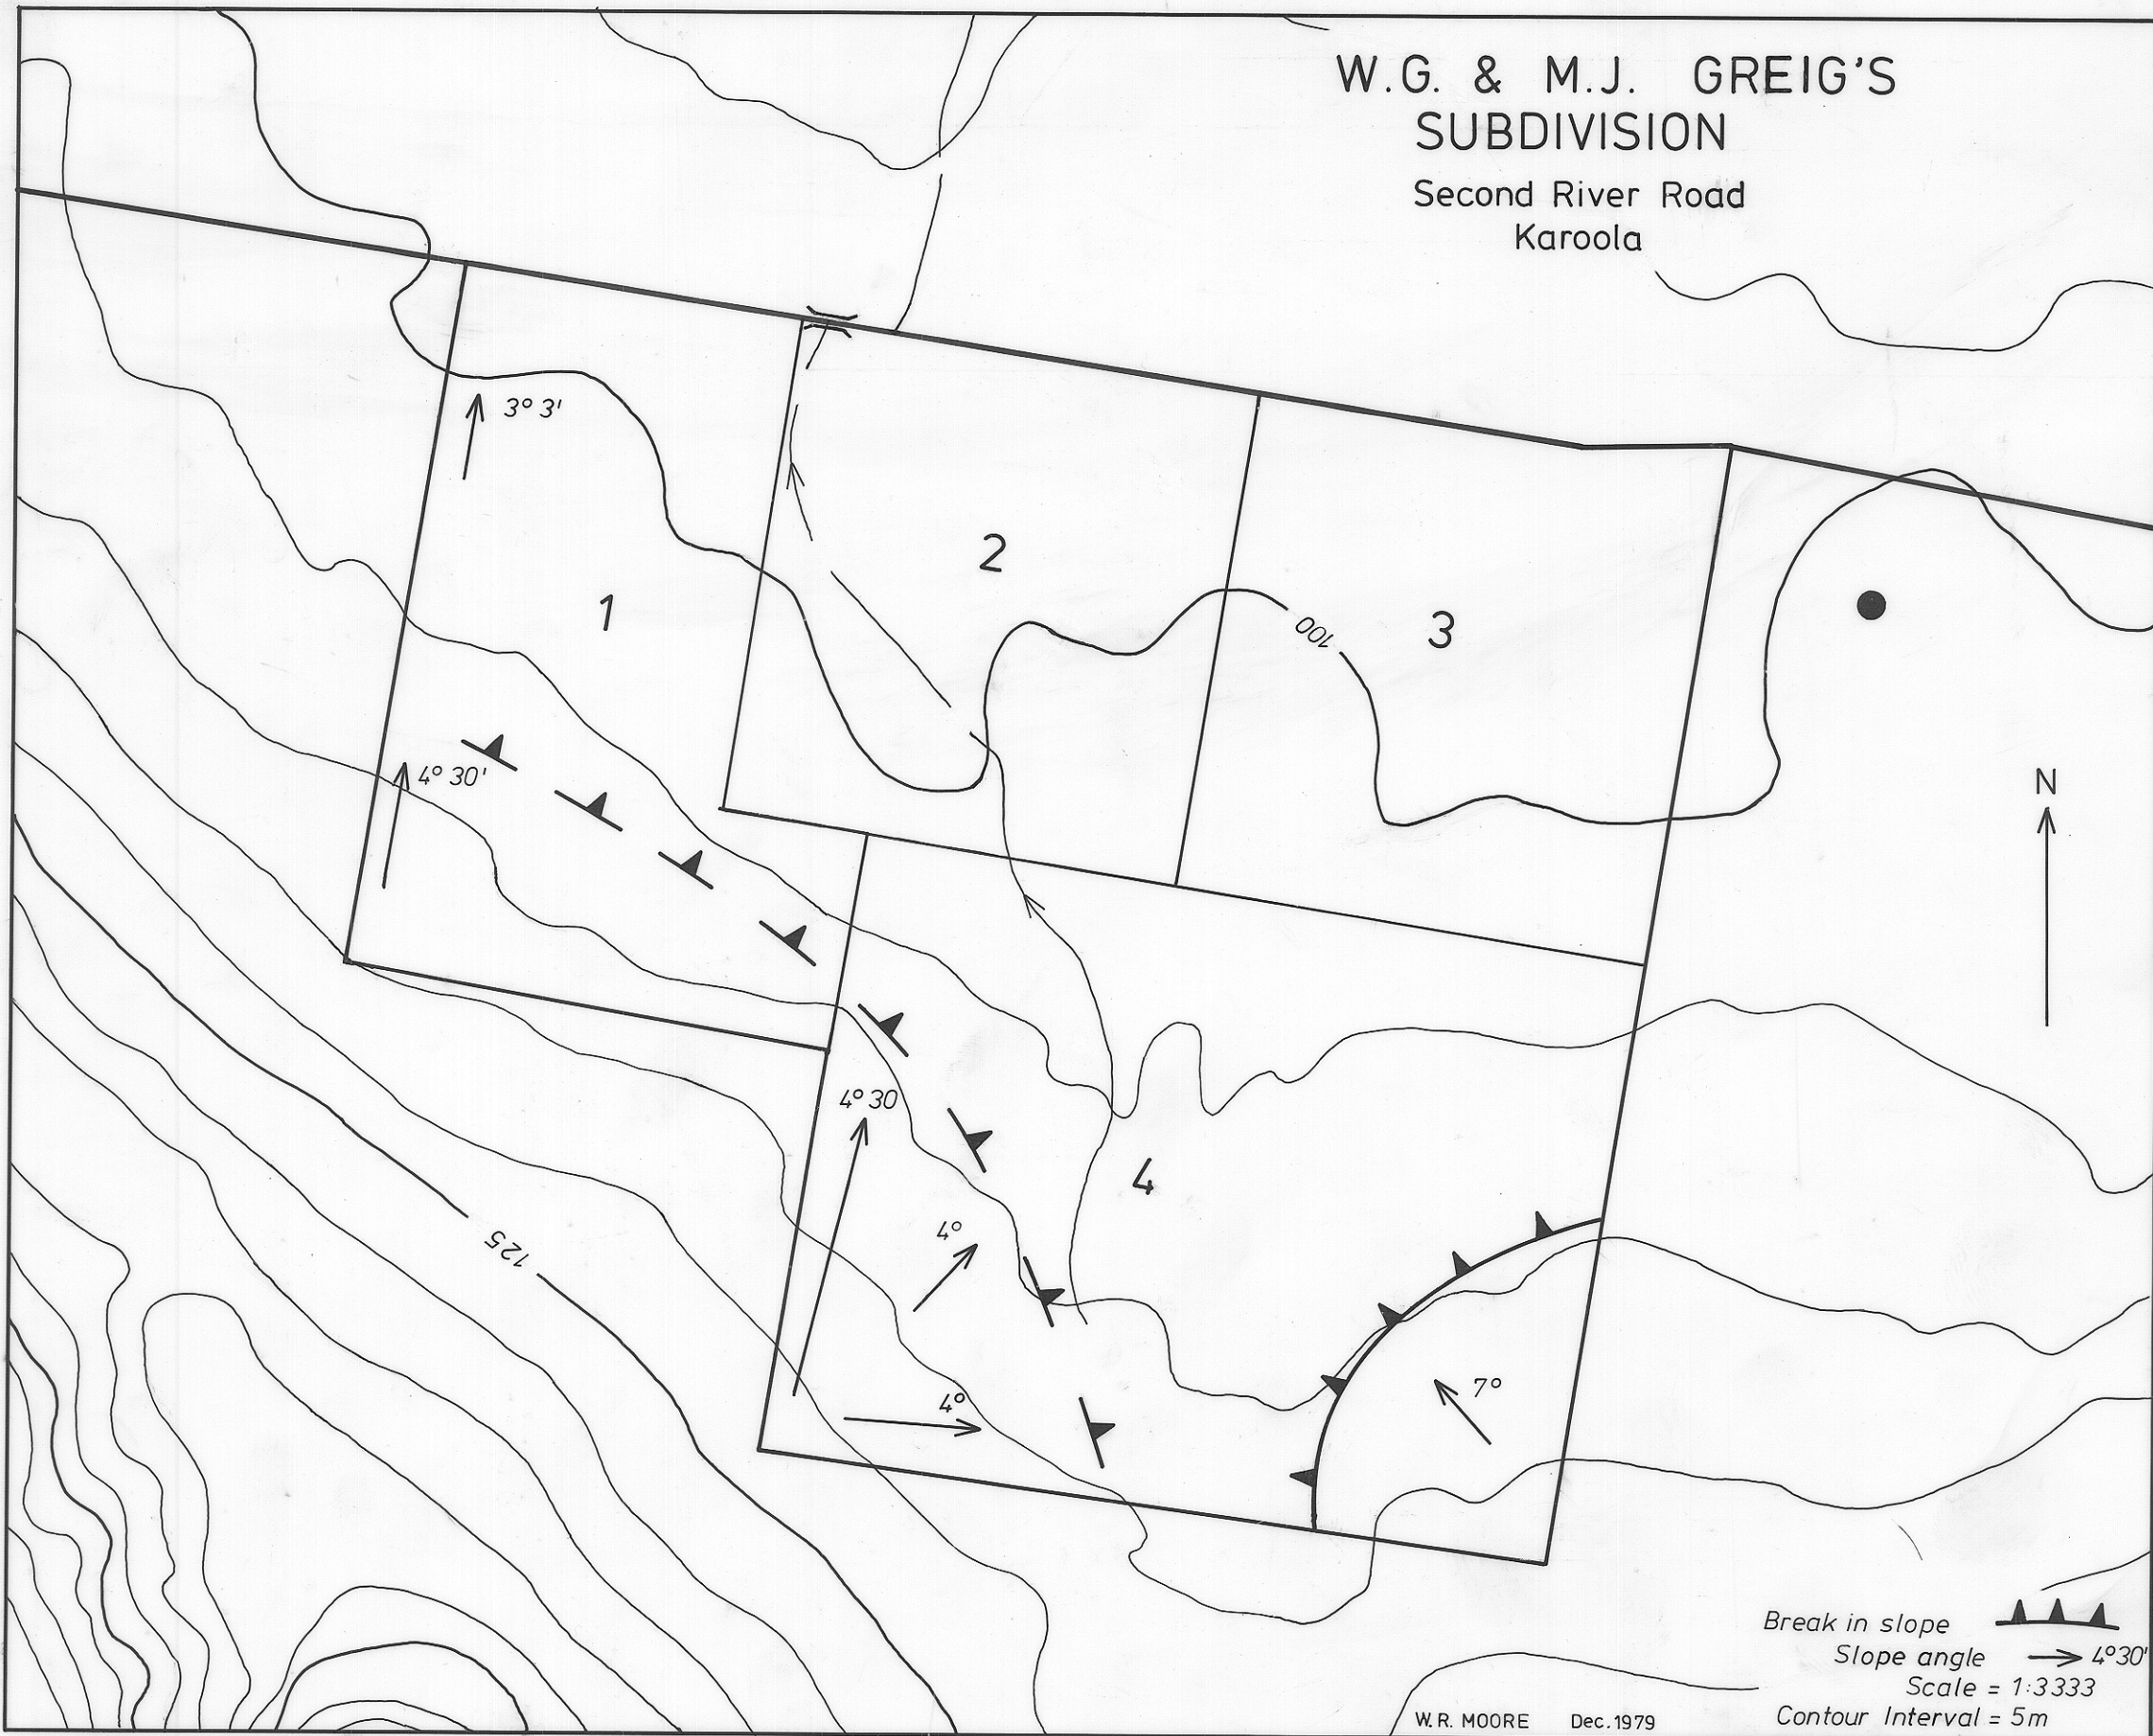 W.G. & M.J. GREIG'S
SUBDIVISION
Second River Road
Karoola
3° 3'
2
1
100
3
4° 30'
N
4° 30
4
4°
125
7°
4°
Break in slope
Slope angle 4°30'
Scale = 1:3333
W.R. MOORE Dec. 1979
Contour Interval = 5m